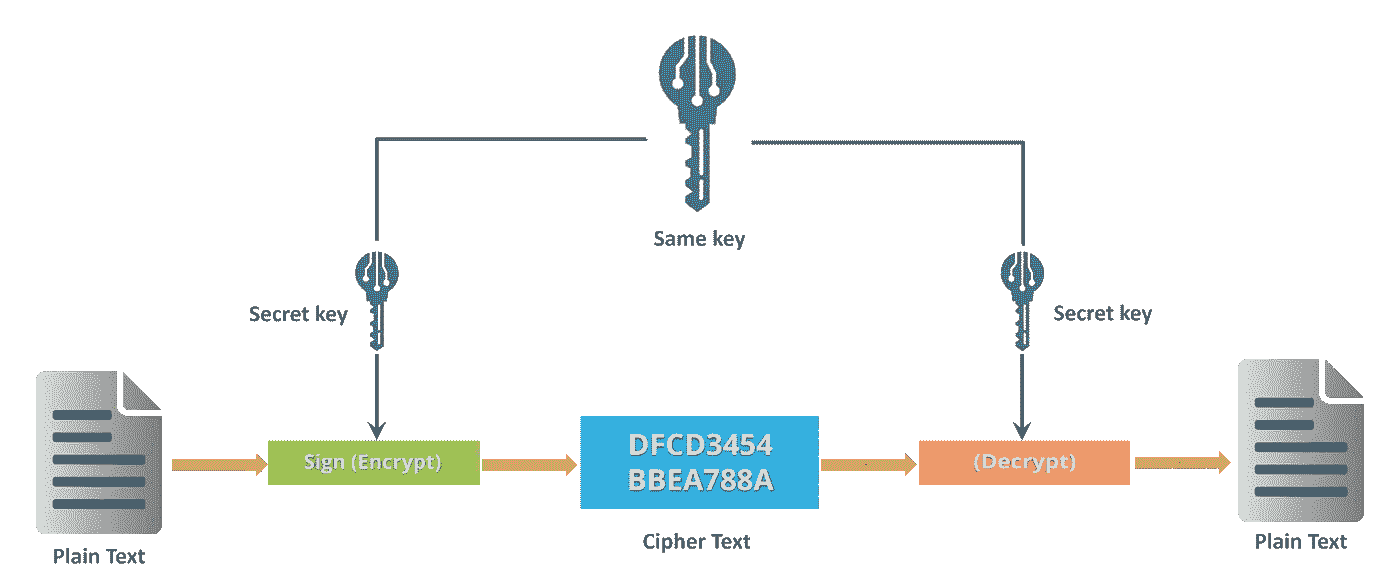 Same key
Secret key
Secret key
Sign (Encrypt)
DFCD3454
BBEA788A
(Decrypt)
Plain Text
Cipher Text
Plain Text